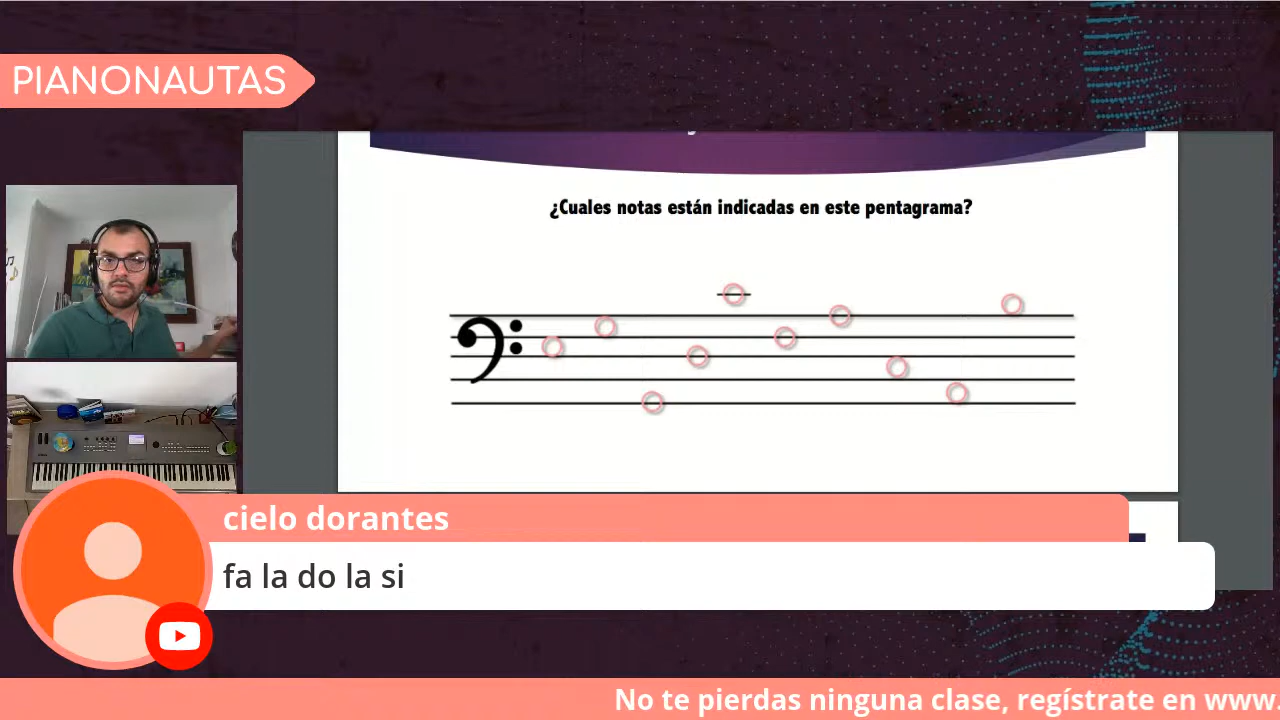 PIANONAUTAS
¿Cuales notas están indicadas en este pentagrama?
cielo dorantes
fa la do la si
No te pierdas ninguna clase, regístrate en www.